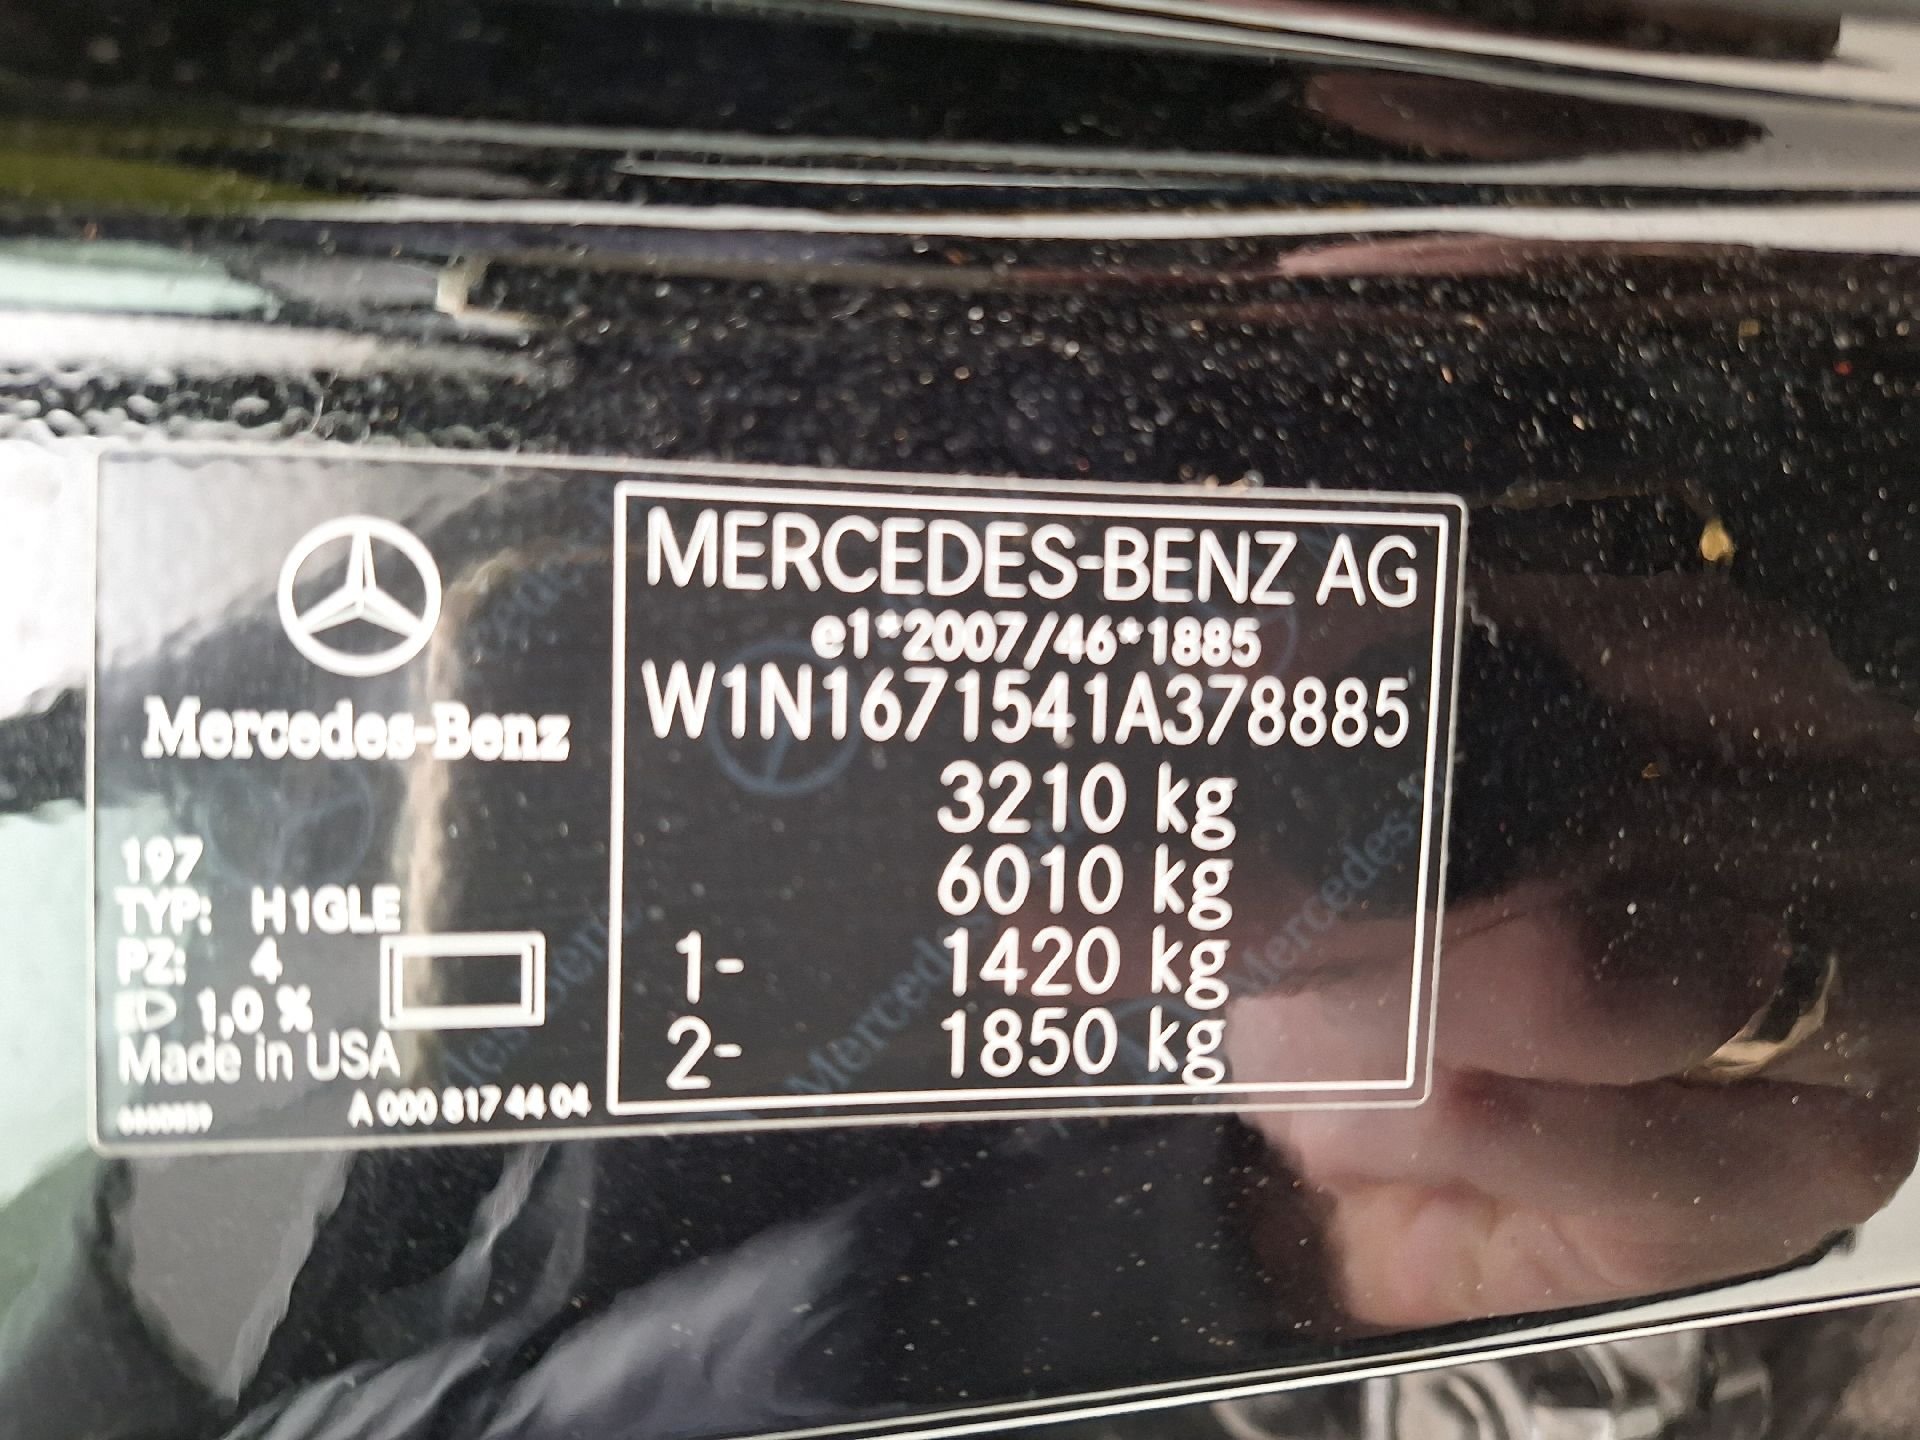 Mercedes-Benz
197
TYP: H1GLE
PZ: 4
1,0 %
Made in USA
A 000 817 44 04
MERCEDES-BENZ AG
e1*2007/46*1885
W1N1671541A378885
3210 kg
6010 kg
1- 1420 kg
2- 1850 kg